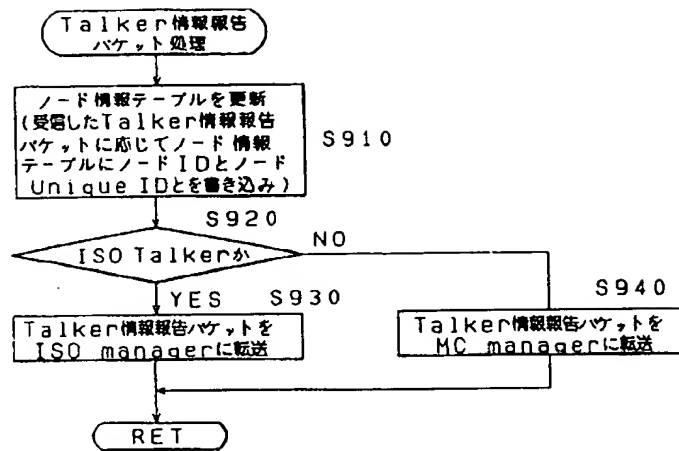 Talker情報報告
パケット処理
ノード情報テーブルを更新
(受信したTalker情報報告
パケットに応じてノード情報
テーブルにノードIDとノード
Unique IDとを書き込み)
S910
S920
ISO Talkerか
NO
YES
S930
S940
Talker情報報告パケットを
ISO managerに転送
Talker情報報告パケットを
MC managerに転送
RET